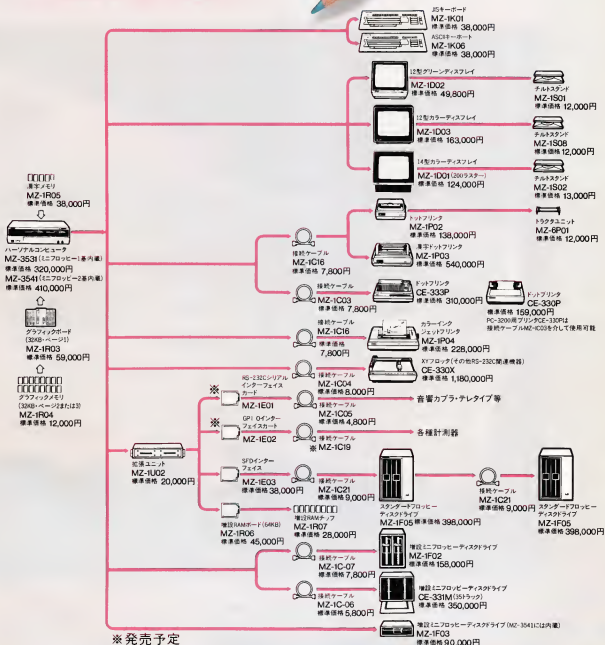 JISキーボード
MZ-1K01
標準価格 38,000円
ASCIIキーボート
MZ-1K06
標準価格 38,000円
12型グリーンディスプレイ
MZ-1D02
標準価格 49,800円
チルトスタンド
MZ-1S01
標準価格 12,000円
12型カラーディスプレイ
MZ-1D03
標準価格 163,000円
チルトスタンド
MZ-1S08
標準価格 12,000円
14型カラーディスプレイ
MZ-1D01(200ラスター)
標準価格 124,000円
チルトスタンド
MZ-1S02
標準価格 13,000円
漢字メモリ
MZ-1R05
標準価格 38,000円
パーソナルコンピュータ
MZ-3531(ミニフロッピー1基内蔵)
標準価格 320,000円
MZ-3541(ミニフロッピー2基内蔵)
標準価格 410,000円
グラフィックボード
(32KB・ページ1)
MZ-1R03
標準価格 59,000円
グラフィックメモリ
(32KB・ページ2または3)
MZ-1R04
標準価格 12,000円
接続ケーブル
MZ-1C16
標準価格 7,800円
ドットプリンタ
MZ-1P02
標準価格 138,000円
トラクタユニット
MZ-6P01
標準価格 12,000円
漢字ドットプリンタ
MZ-1P03
標準価格 540,000円
接続ケーブル
MZ-1C03
標準価格 7,800円
ドットプリンタ
CE-333P
標準価格 310,000円
ドットプリンタ
CE-330P
標準価格 159,000円
PC-3200用プリンタCE-330Pは
接続ケーブルMZ-1C03を介して使用可能
接続ケーブル
MZ-1C16
標準価格
7,800円
カラーインク
ジェットプリンタ
MZ-1P04
標準価格 228,000円
接続ケーブル
MZ-1C04
標準価格 8,000円
XYプロッタ(その他RS-232C関連機器)
CE-330X
標準価格 1,180,000円
※
RS-232Cシリアル
インターフェイス
カード
MZ-1E01
接続ケーブル
MZ-1C05
標準価格 4,800円
音響カプラ・テレタイプ等
※
GPIOインター
フェイスカート
MZ-1E02
接続ケーブル
※MZ-1C19
各種計測器
拡張ユニット
MZ-1U02
標準価格 20,000円
SFDインター
フェイス
MZ-1E03
標準価格 38,000円
接続ケーブル
MZ-1C21
標準価格 9,000円
スタンダードフロッピー
ディスクドライブ
MZ-1F05 標準価格 398,000円
接続ケーブル
MZ-1C21
標準価格 9,000円
スタンダードフロッピー
ディスクドライブ
MZ-1F05
標準価格 398,000円
増設RAMボード(64KB)
MZ-1R06
標準価格 45,000円
増設RAMチップ
MZ-1R07
標準価格 28,000円
接続ケーブル
MZ-1C-07
標準価格 7,800円
増設ミニフロッピーディスクドライブ
MZ-1F02
標準価格 158,000円
接続ケーブル
MZ-1C-06
標準価格 5,800円
増設ミニフロッピーディスクドライブ
CE-331M(35トラック)
標準価格 350,000円
増設ミニフロッピーディスクドライブ(MZ-3541には内蔵)
MZ-1F03
標準価格 90,000円
※発売予定